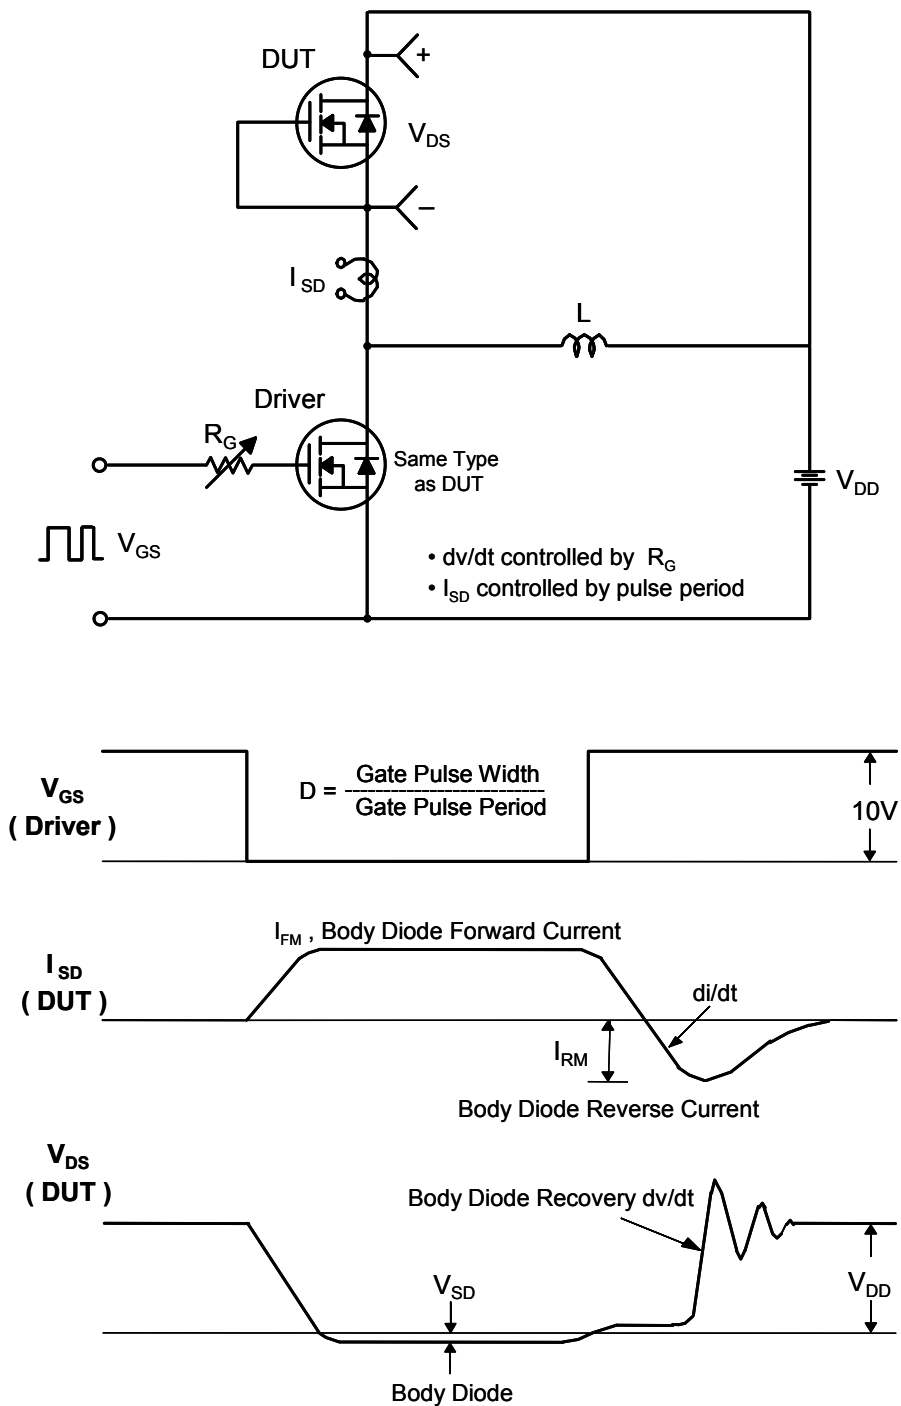 DUT
+
V_DS
−
I_SD
L
Driver
R_G
Same Type
as DUT
V_DD
V_GS
• dv/dt controlled by R_G
• I_SD controlled by pulse period
V_GS
( Driver )
D = Gate Pulse Width
Gate Pulse Period
10V
I_FM , Body Diode Forward Current
I_SD
( DUT )
di/dt
I_RM
Body Diode Reverse Current
V_DS
( DUT )
Body Diode Recovery dv/dt
V_SD
V_DD
Body Diode